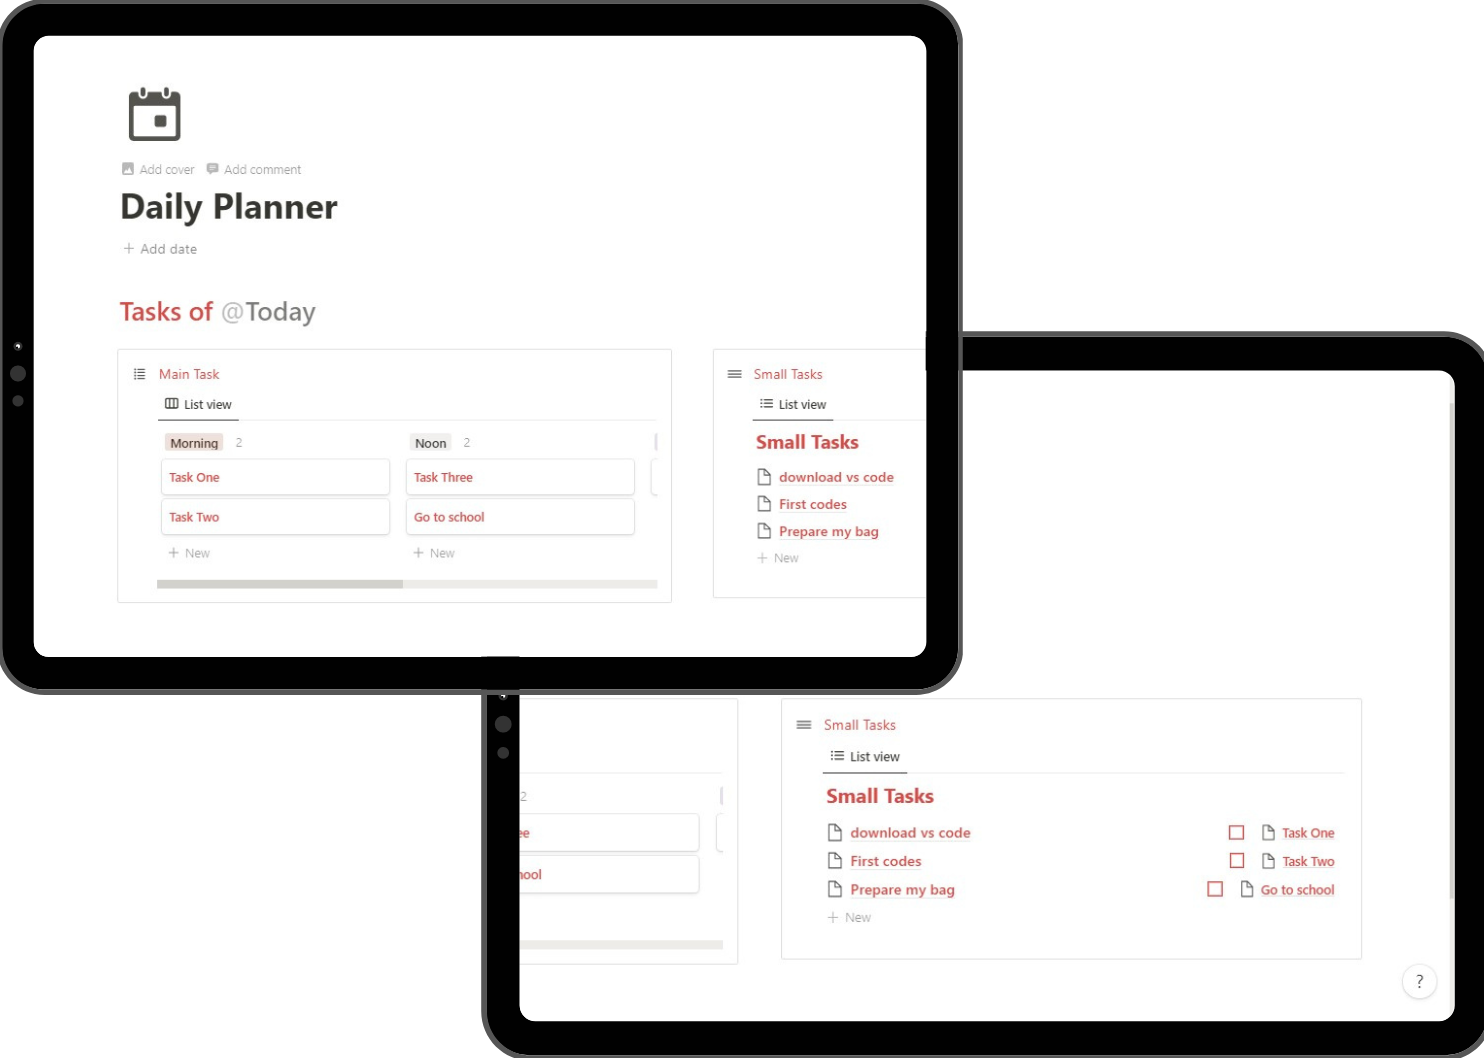 Add cover Add comment
Daily Planner
+ Add date
Tasks of @Today
Main Task
List view
Morning 2 Noon 2
Task One Task Three
Task Two Go to school
+ New + New
Small Tasks
List view
Small Tasks
download vs code
First codes
Prepare my bag
+ New
2
ee
ool
Small Tasks
List view
Small Tasks
download vs code Task One
First codes Task Two
Prepare my bag Go to school
+ New
?